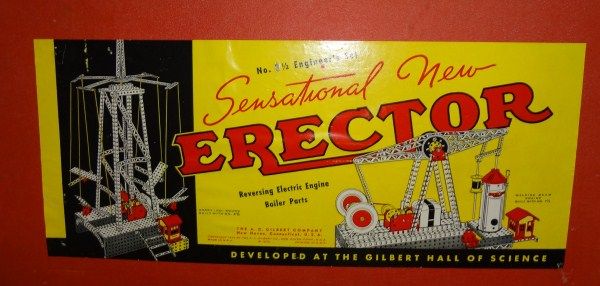 No. ½ Engineer's Set
Sensational New
ERECTOR
Reversing Electric Engine
Boiler Parts
THE A. C. GILBERT COMPANY
New Haven, Connecticut, U.S.A.
DEVELOPED AT THE GILBERT HALL OF SCIENCE